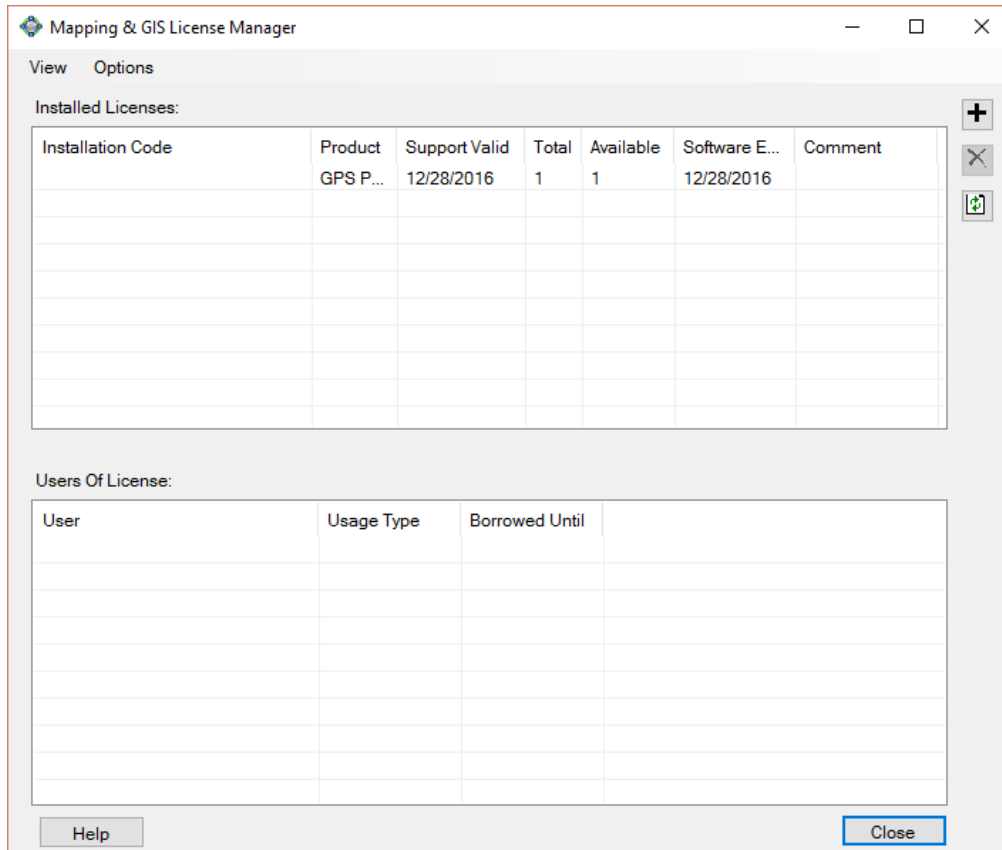 Mapping & GIS License Manager
View Options
Installed Licenses:
Installation Code Product Support Valid Total Available Software E... Comment
GPS P... 12/28/2016 1 1 12/28/2016
Users Of License:
User Usage Type Borrowed Until
Help Close